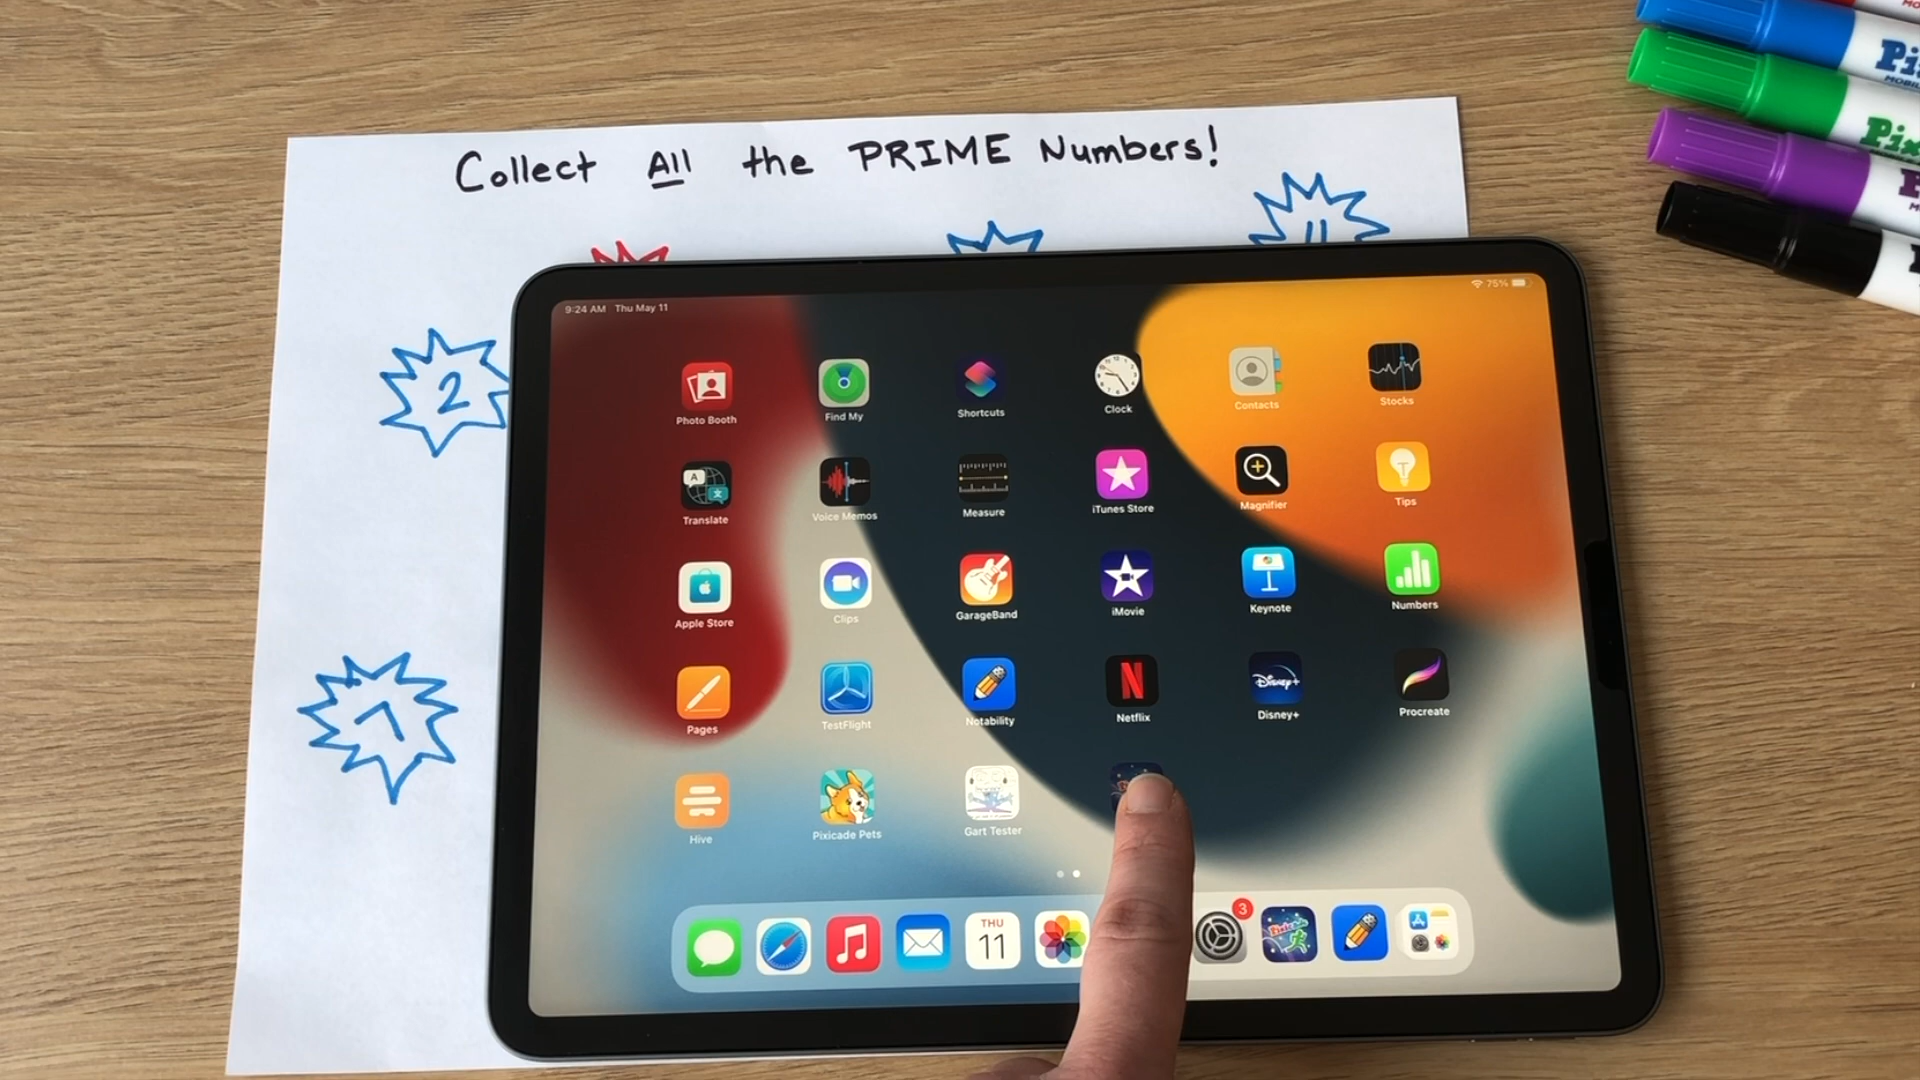 Collect All the PRIME Numbers!
11
2
7
9:24 AM Thu May 11
75%
Photo Booth
Find My
Shortcuts
Clock
Contacts
Stocks
Translate
Voice Memos
Measure
iTunes Store
Magnifier
Tips
Apple Store
Clips
GarageBand
iMovie
Keynote
Numbers
Pages
TestFlight
Notability
Netflix
Disney+
Procreate
Hive
Pixicade Pets
Gart Tester
THU
11
3
Pixicade